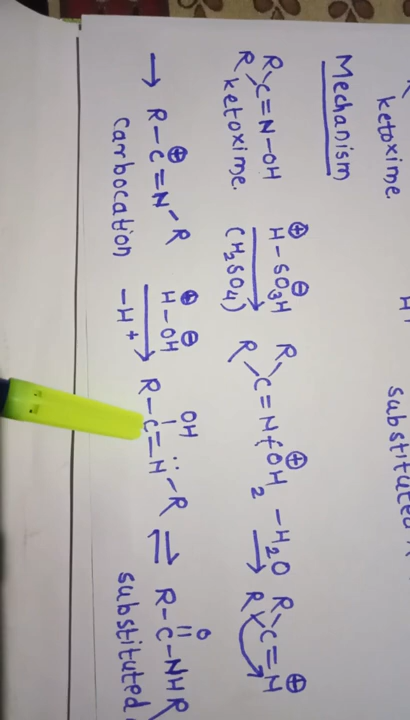 ketoxime
H
substituted
Mechanism
R R C=N-OH ⊕H-SO3H⊖ (H2SO4) → R R C=N-⊕OH2 -H2O → R R C=N⊕
ketoxime
→ R-C⊕=N-R ⊕H-OH⊖ -H+ → R-C(OH)=N̈-R ⇌ R-C(=O)-NHR
carbocation substituted